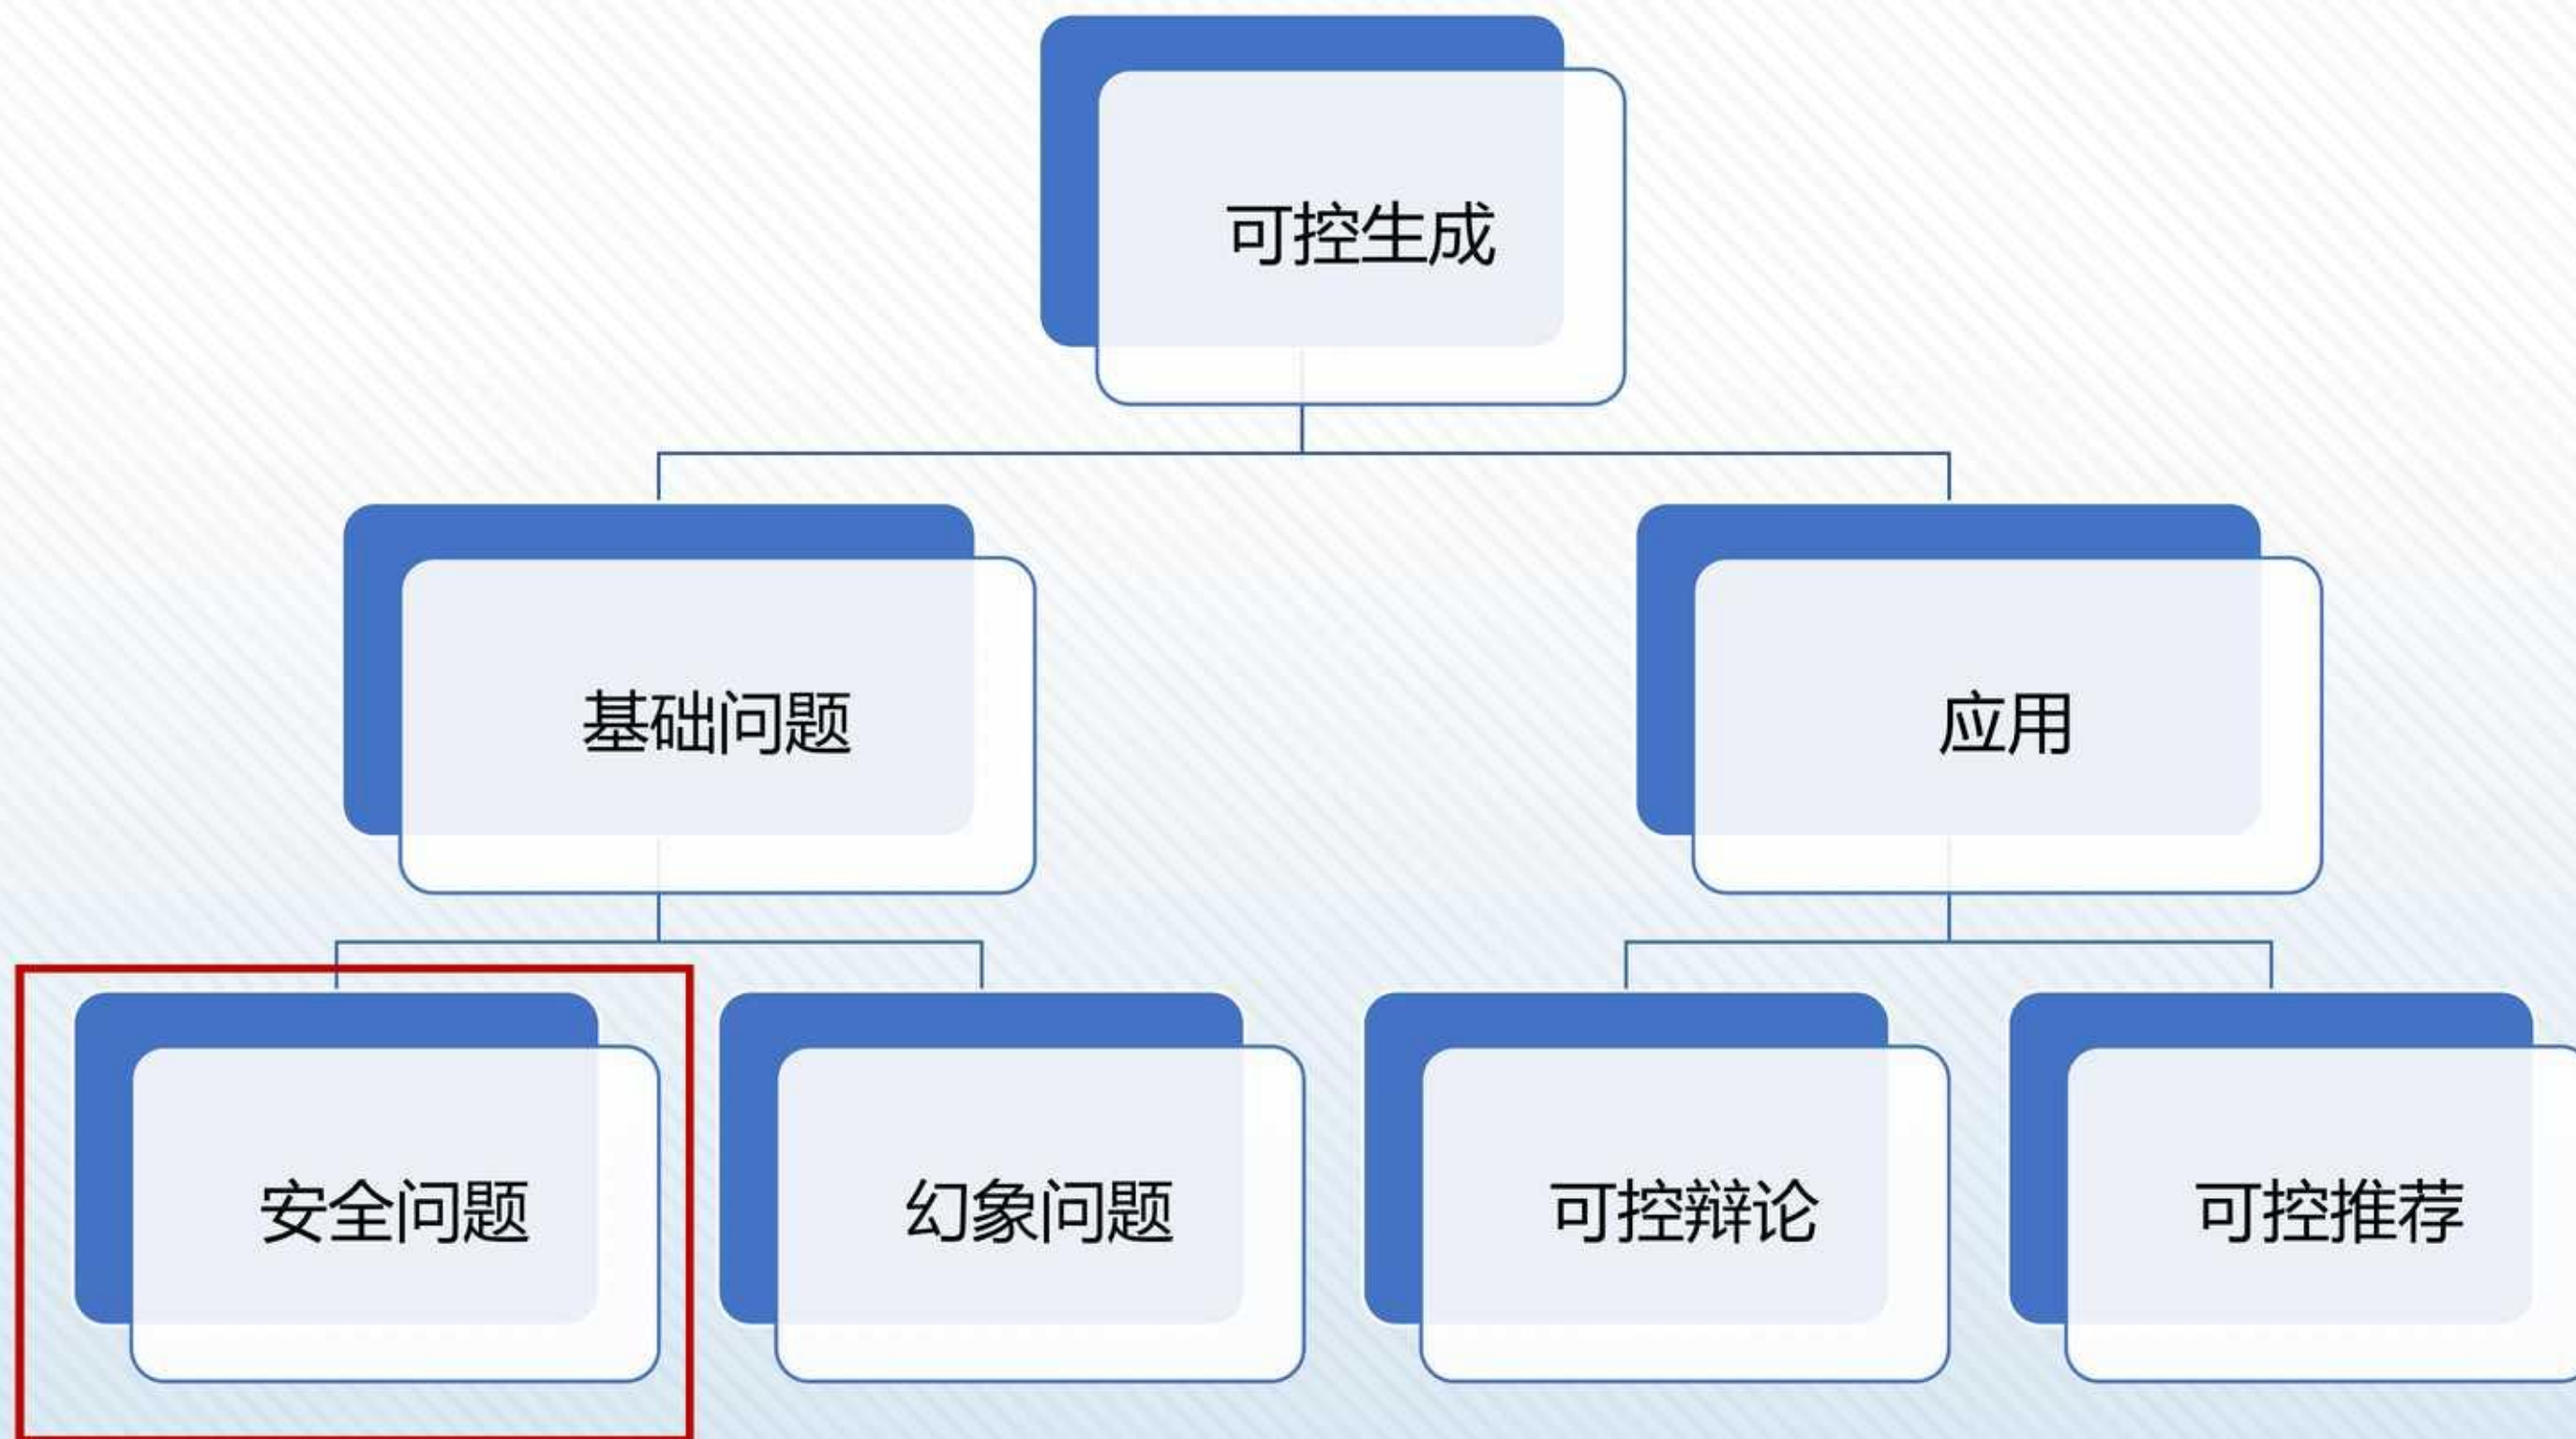 可控生成
基础问题
应用
安全问题
幻象问题
可控辩论
可控推荐